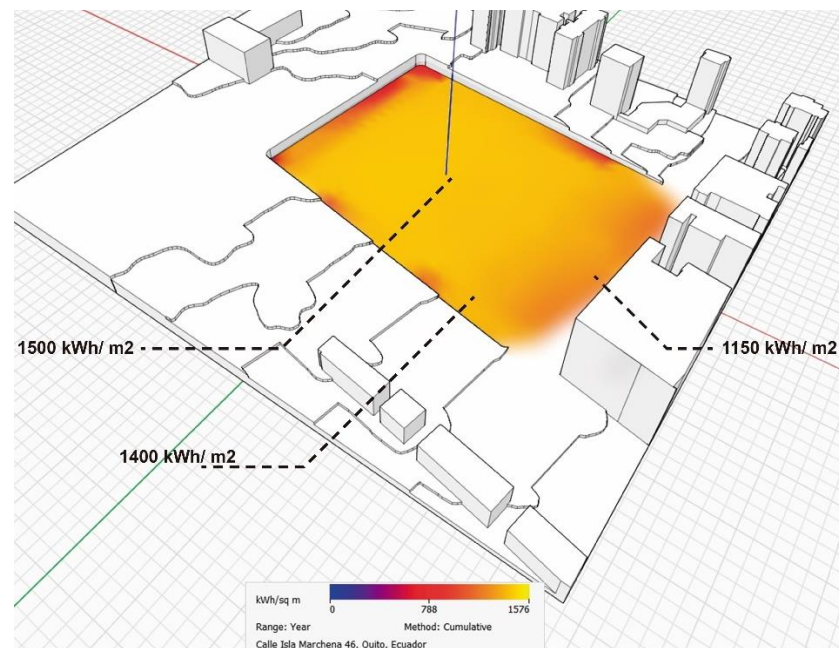 1500 kWh/ m2
1150 kWh/ m2
1400 kWh/ m2
kWh/sq m
0 788 1576
Range: Year Method: Cumulative
Calle Isla Marchena 46, Quito, Ecuador